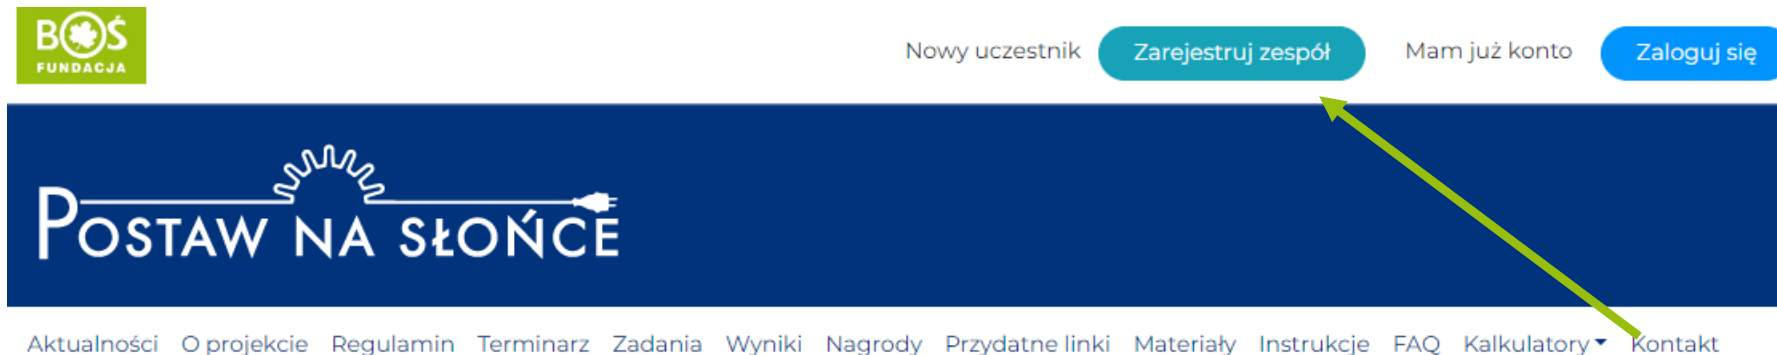 BOŚ
FUNDACJA
Nowy uczestnik Zarejestruj zespół Mam już konto Zaloguj się
POSTAW NA SŁOŃCE
Aktualności O projekcie Regulamin Terminarz Zadania Wyniki Nagrody Przydatne linki Materiały Instrukcje FAQ Kalkulatory Kontakt